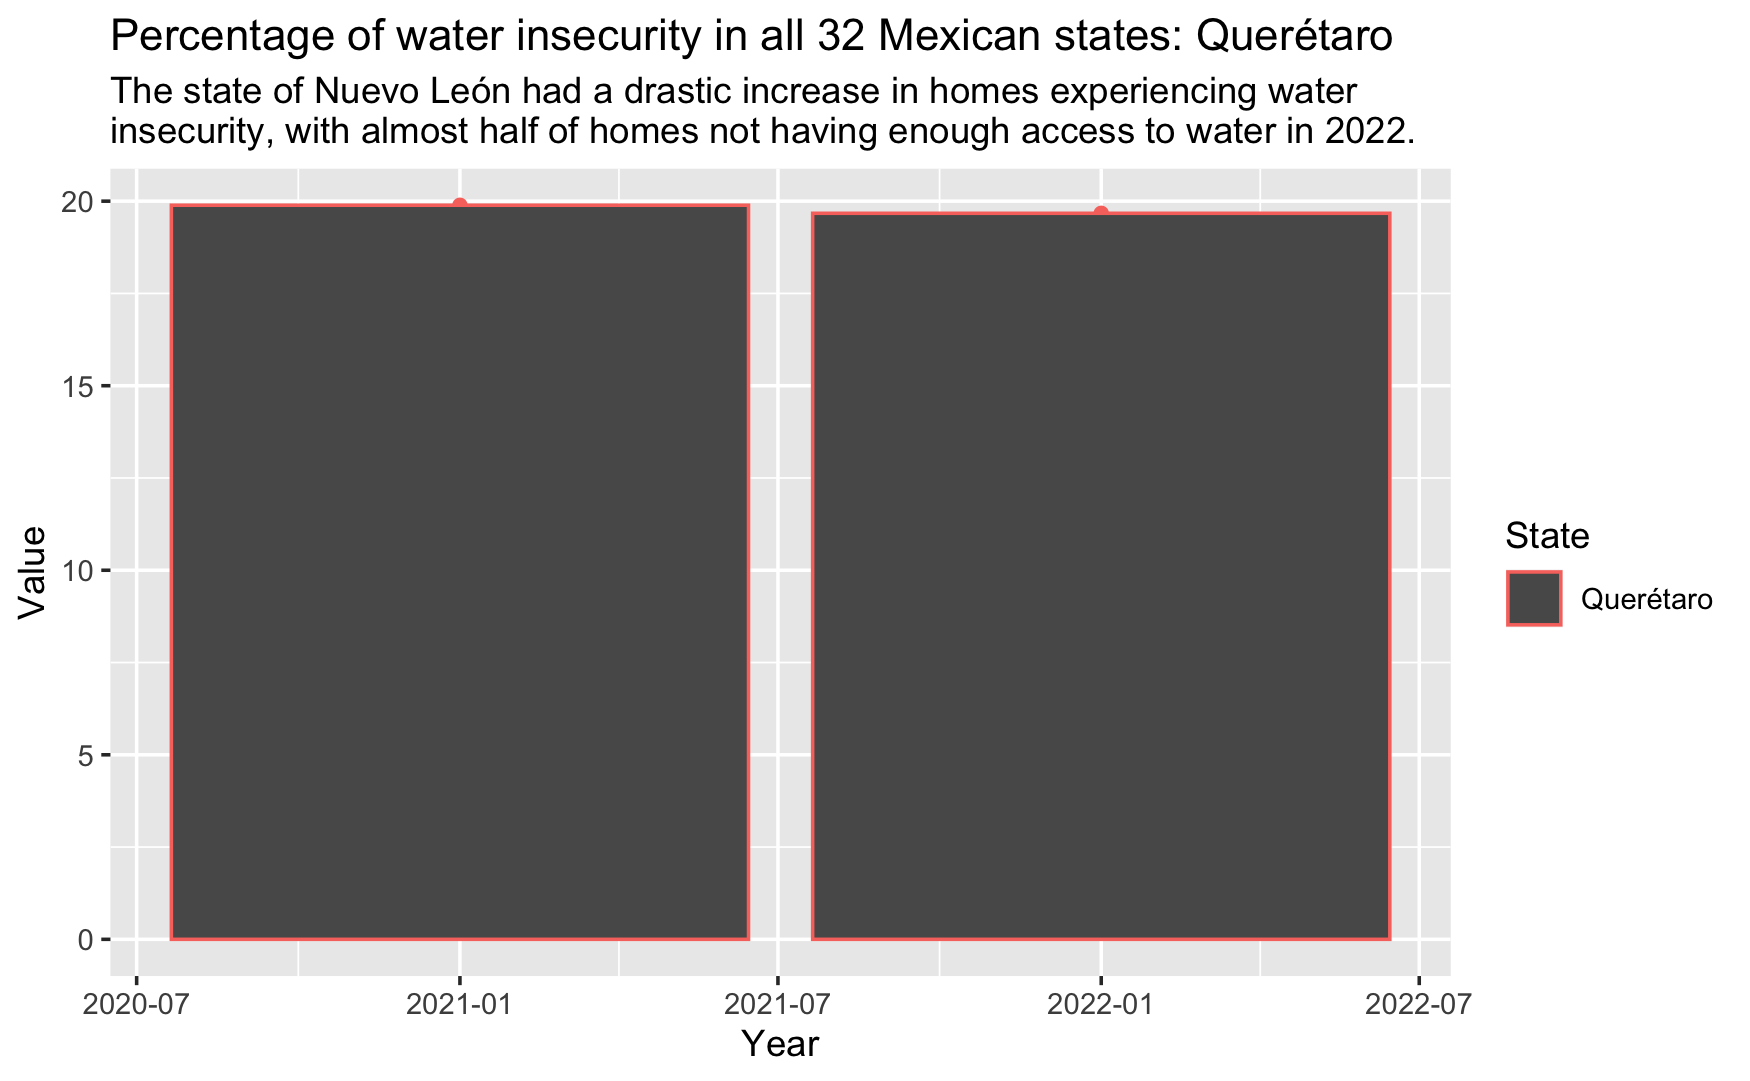 Percentage of water insecurity in all 32 Mexican states: Querétaro
The state of Nuevo León had a drastic increase in homes experiencing water
insecurity, with almost half of homes not having enough access to water in 2022.
Value
20
15
10
5
0
2020-07
2021-01
2021-07
2022-01
2022-07
Year
State
Querétaro